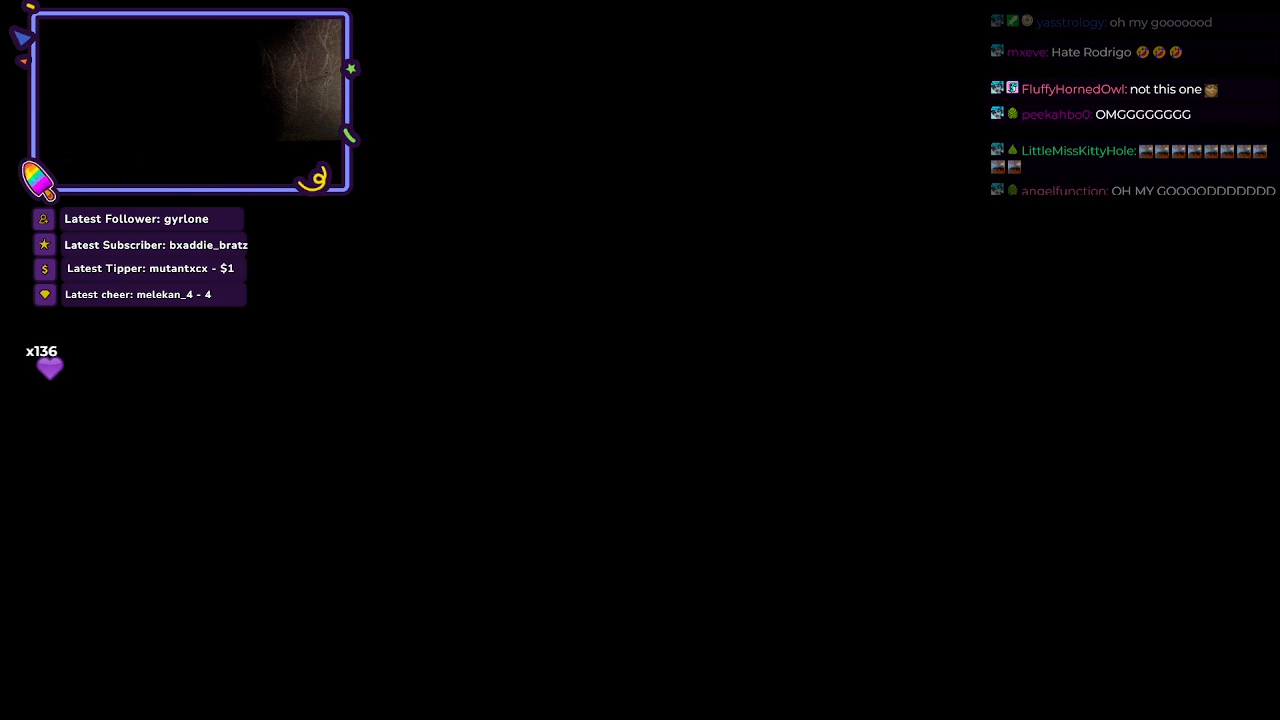 Latest Follower: gyrlone
Latest Subscriber: bxaddie_bratz
Latest Tipper: mutantxcx - $1
Latest cheer: melekan_4 - 4
x136
yasstrology: oh my gooooood
mxeve: Hate Rodrigo 🤣 🤣 🤣
FluffyHornedOwl: not this one
peekahbo0: OMGGGGGGGG
LittleMissKittyHole:
angelfunction: OH MY GOOOODDDDDDD